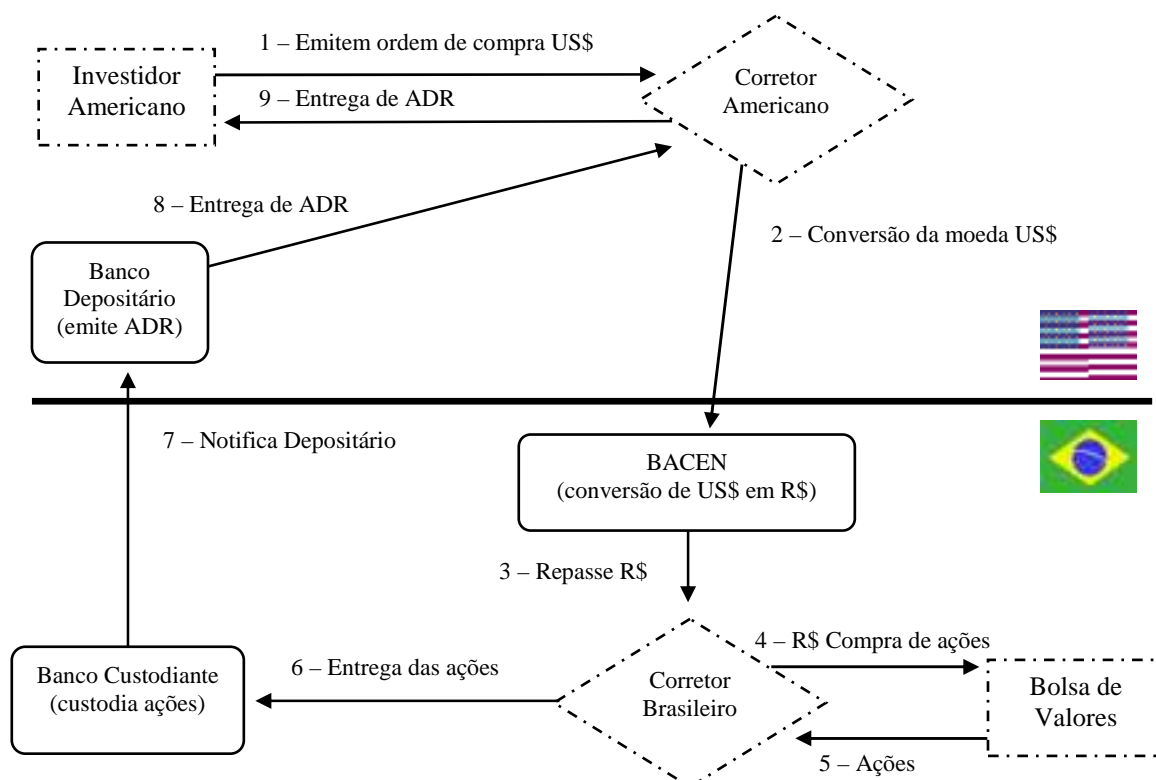 1 – Emitem ordem de compra US$
Investidor
Americano
9 – Entrega de ADR
Corretor
Americano
8 – Entrega de ADR
2 – Conversão da moeda US$
Banco
Depositário
(emite ADR)
7 – Notifica Depositário
BACEN
(conversão de US$ em R$)
3 – Repasse R$
4 – R$ Compra de ações
6 – Entrega das ações
Banco Custodiante
(custodia ações)
Corretor
Brasileiro
Bolsa de
Valores
5 – Ações